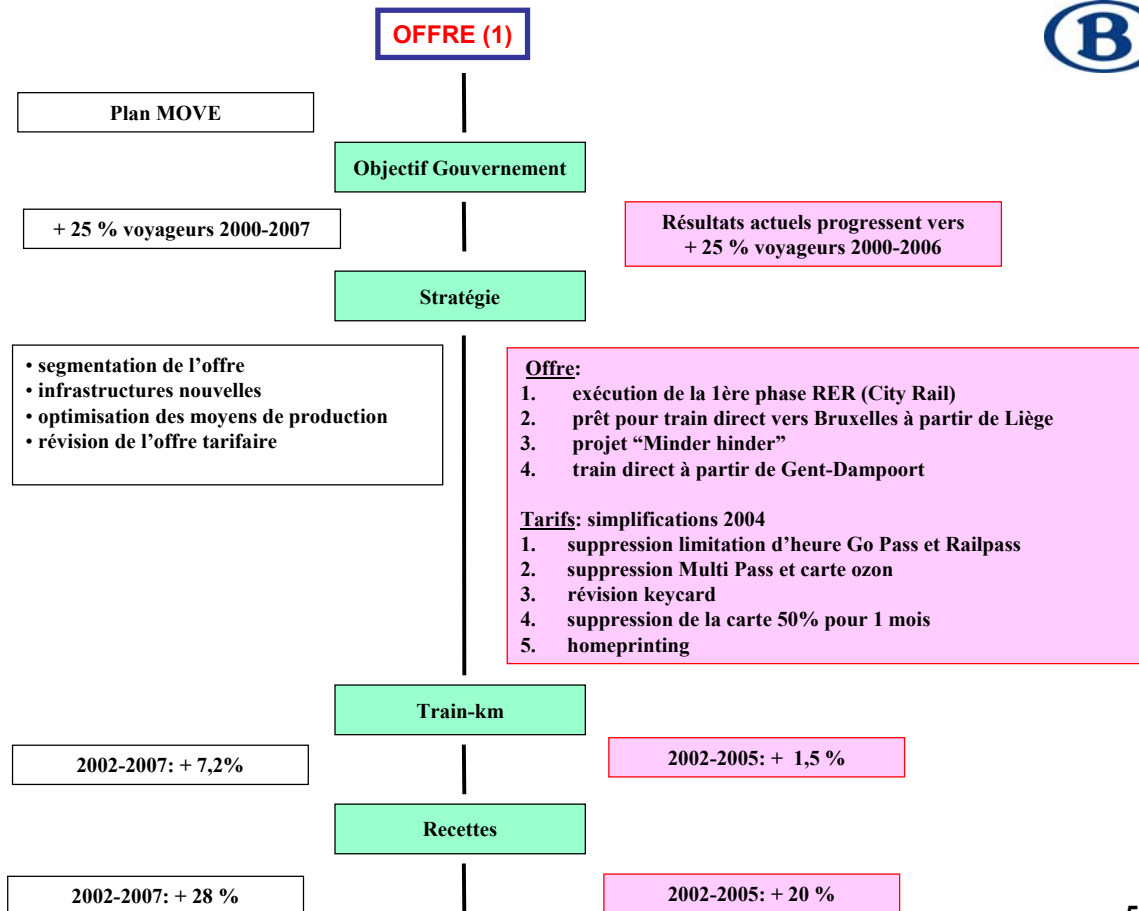 OFFRE (1)
B
Plan MOVE
Objectif Gouvernement
+ 25 % voyageurs 2000-2007
Résultats actuels progressent vers
+ 25 % voyageurs 2000-2006
Stratégie
• segmentation de l’offre
• infrastructures nouvelles
• optimisation des moyens de production
• révision de l’offre tarifaire
Offre:
1. exécution de la 1ère phase RER (City Rail)
2. prêt pour train direct vers Bruxelles à partir de Liège
3. projet “Minder hinder”
4. train direct à partir de Gent-Dampoort
Tarifs: simplifications 2004
1. suppression limitation d’heure Go Pass et Railpass
2. suppression Multi Pass et carte ozon
3. révision keycard
4. suppression de la carte 50% pour 1 mois
5. homeprinting
Train-km
2002-2007: + 7,2%
2002-2005: + 1,5 %
Recettes
2002-2007: + 28 %
2002-2005: + 20 %
5